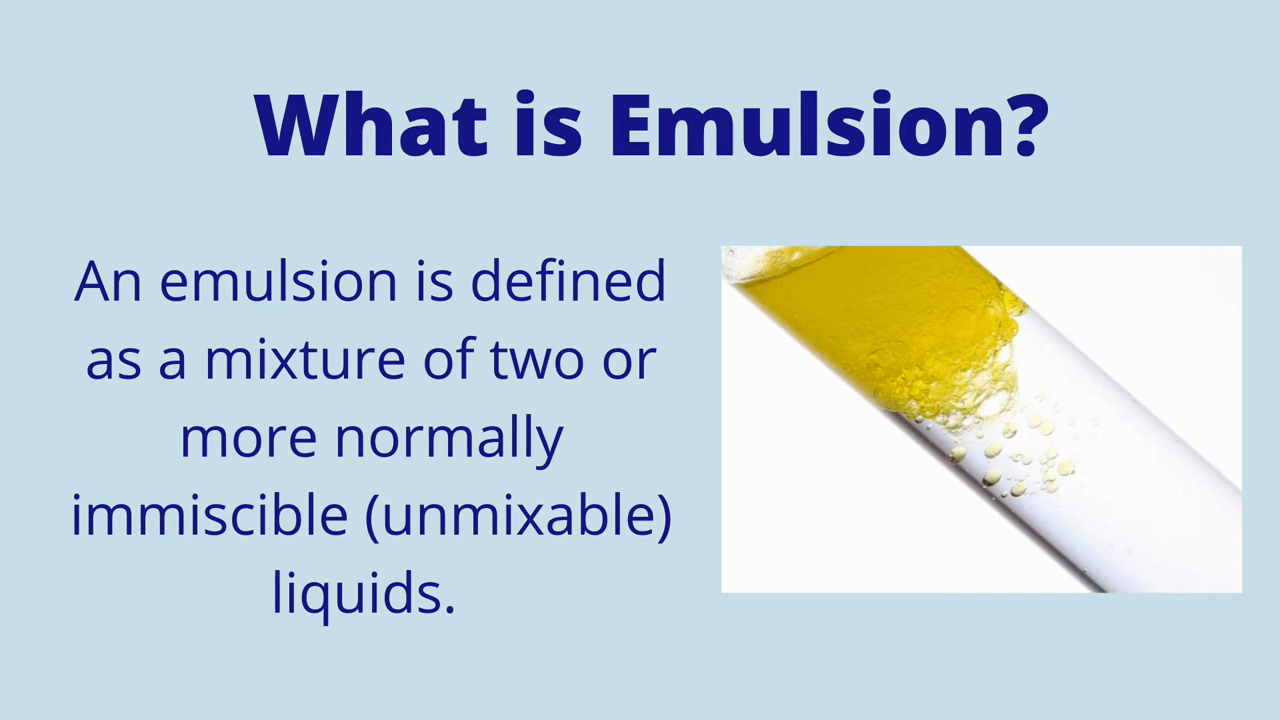 What is Emulsion?
An emulsion is defined
as a mixture of two or
more normally
immiscible (unmixable)
liquids.